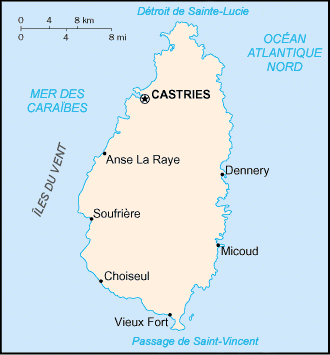 Détroit de Sainte-Lucie
0 4 8 km
0 4 8 mi
OCÉAN
ATLANTIQUE
NORD
MER DES
CARAÏBES
CASTRIES
ÎLES DU VENT
Anse La Raye
Dennery
Soufrière
Micoud
Choiseul
Vieux Fort
Passage de Saint-Vincent